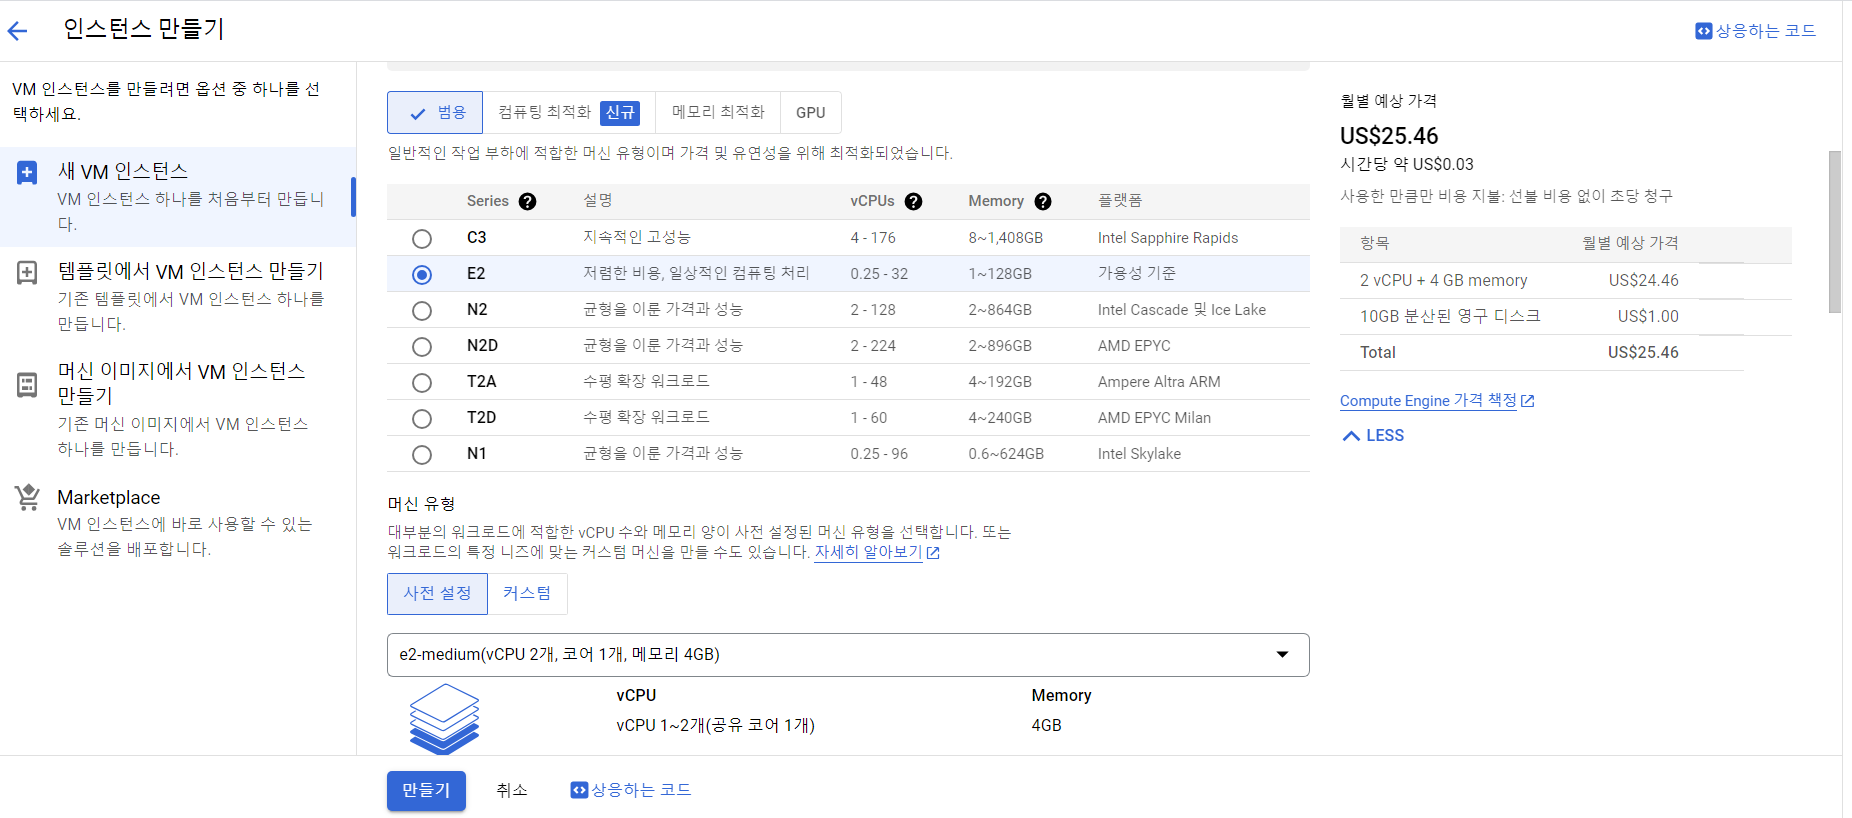 인스턴스 만들기
상응하는 코드
VM 인스턴스를 만들려면 옵션 중 하나를 선
택하세요.
새 VM 인스턴스
VM 인스턴스 하나를 처음부터 만듭니
다.
템플릿에서 VM 인스턴스 만들기
기존 템플릿에서 VM 인스턴스 하나를
만듭니다.
머신 이미지에서 VM 인스턴스
만들기
기존 머신 이미지에서 VM 인스턴스
하나를 만듭니다.
Marketplace
VM 인스턴스에 바로 사용할 수 있는
솔루션을 배포합니다.
범용 컴퓨팅 최적화 신규 메모리 최적화 GPU
일반적인 작업 부하에 적합한 머신 유형이며 가격 및 유연성을 위해 최적화되었습니다.
Series 설명 vCPUs Memory 플랫폼
C3 지속적인 고성능 4 - 176 8~1,408GB Intel Sapphire Rapids
E2 저렴한 비용, 일상적인 컴퓨팅 처리 0.25 - 32 1~128GB 가용성 기준
N2 균형을 이룬 가격과 성능 2 - 128 2~864GB Intel Cascade 및 Ice Lake
N2D 균형을 이룬 가격과 성능 2 - 224 2~896GB AMD EPYC
T2A 수평 확장 워크로드 1 - 48 4~192GB Ampere Altra ARM
T2D 수평 확장 워크로드 1 - 60 4~240GB AMD EPYC Milan
N1 균형을 이룬 가격과 성능 0.25 - 96 0.6~624GB Intel Skylake
머신 유형
대부분의 워크로드에 적합한 vCPU 수와 메모리 양이 사전 설정된 머신 유형을 선택합니다. 또는
워크로드의 특정 니즈에 맞는 커스텀 머신을 만들 수도 있습니다. 자세히 알아보기
사전 설정 커스텀
e2-medium(vCPU 2개, 코어 1개, 메모리 4GB)
vCPU Memory
vCPU 1~2개(공유 코어 1개) 4GB
만들기 취소 상응하는 코드
월별 예상 가격
US$25.46
시간당 약 US$0.03
사용한 만큼만 비용 지불: 선불 비용 없이 초당 청구
항목 월별 예상 가격
2 vCPU + 4 GB memory US$24.46
10GB 분산된 영구 디스크 US$1.00
Total US$25.46
Compute Engine 가격 책정
LESS